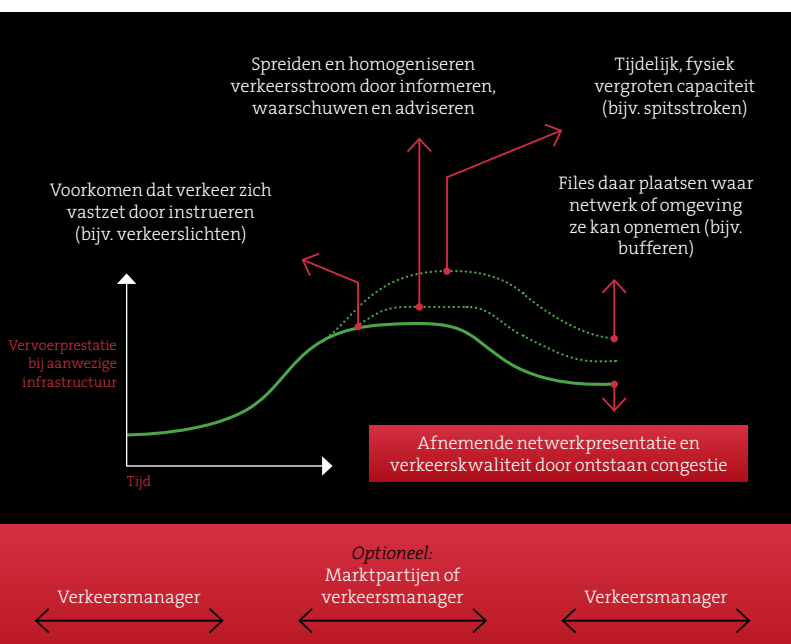 Spreiden en homogeniseren
verkeersstroom door informeren,
waarschuwen en adviseren
Tijdelijk, fysiek
vergroten capaciteit
(bijv. spitsstroken)
Voorkomen dat verkeer zich
vastzet door instrueren
(bijv. verkeerslichten)
Files daar plaatsen waar
netwerk of omgeving
ze kan opnemen (bijv.
bufferen)
Vervoerprestatie
bij aanwezige
infrastructuur
Tijd
Afnemende netwerkpresentatie en
verkeerskwaliteit door ontstaan congestie
Verkeersmanager
Optioneel:
Marktpartijen of
verkeersmanager
Verkeersmanager